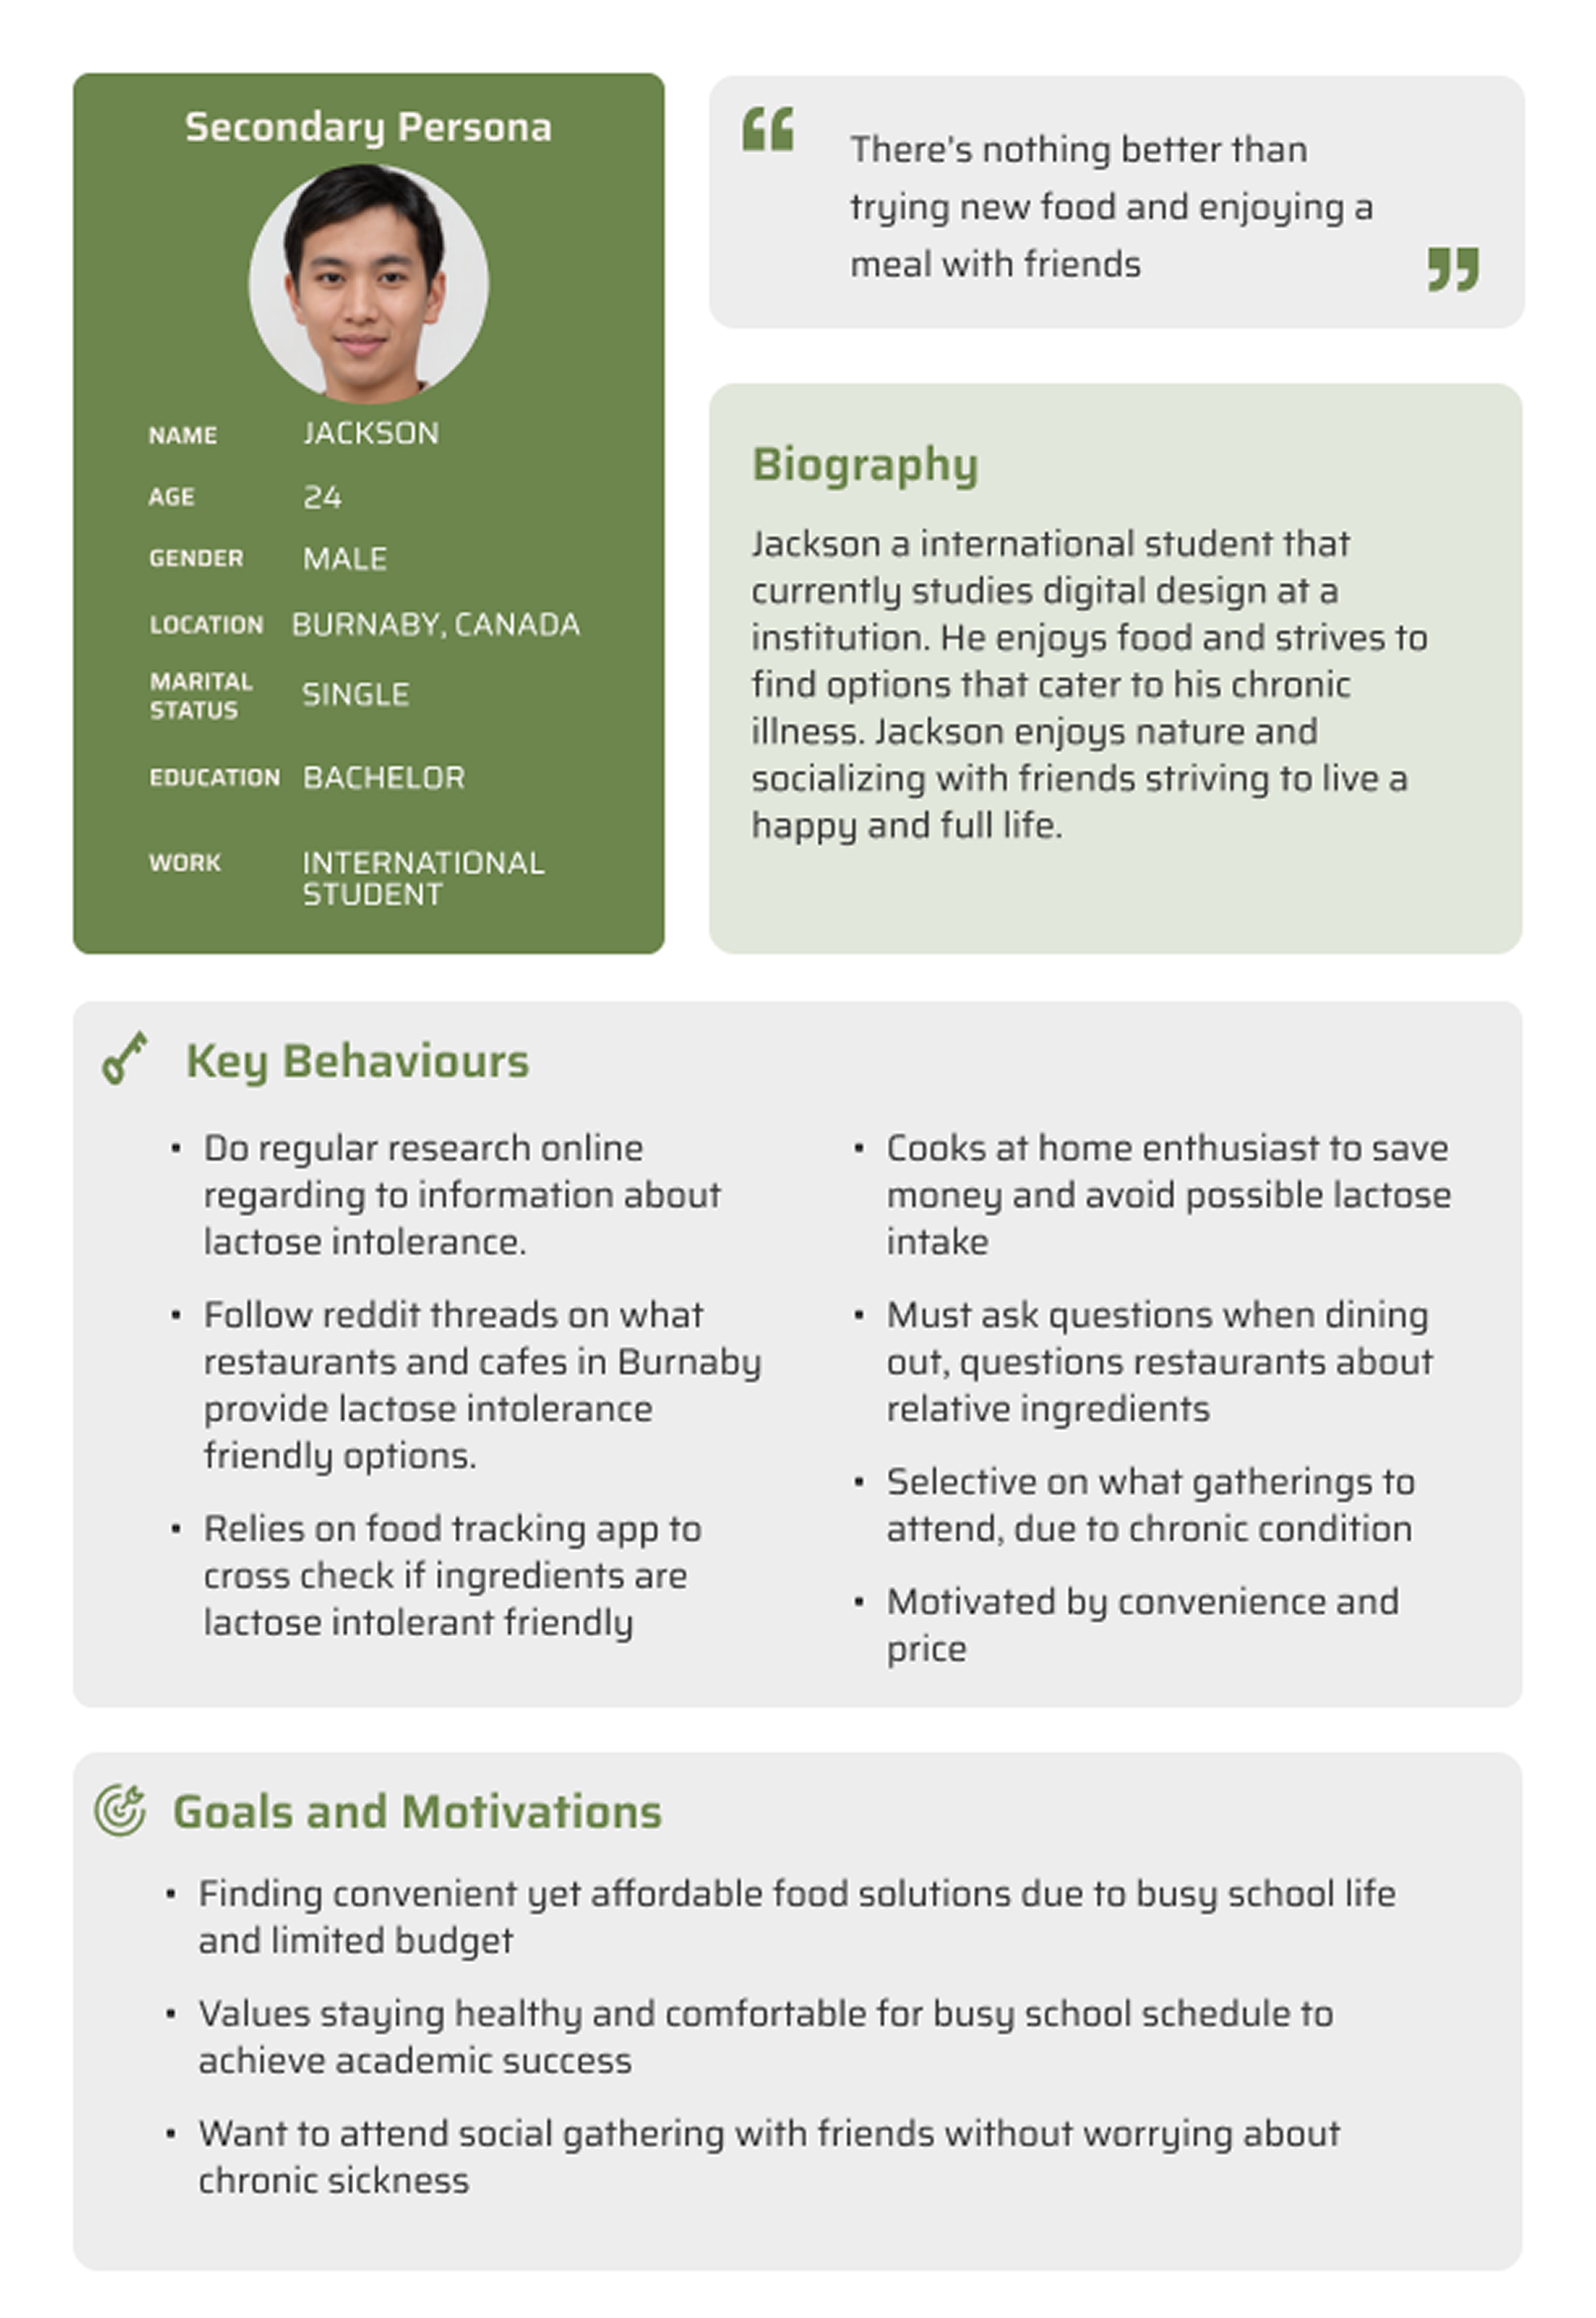 Secondary Persona
NAME JACKSON
AGE 24
GENDER MALE
LOCATION BURNABY, CANADA
MARITAL
STATUS SINGLE
EDUCATION BACHELOR
WORK INTERNATIONAL
STUDENT
“ There's nothing better than
trying new food and enjoying a
meal with friends ”
Biography
Jackson a international student that
currently studies digital design at a
institution. He enjoys food and strives to
find options that cater to his chronic
illness. Jackson enjoys nature and
socializing with friends striving to live a
happy and full life.
Key Behaviours
• Do regular research online
regarding to information about
lactose intolerance.
• Follow reddit threads on what
restaurants and cafes in Burnaby
provide lactose intolerance
friendly options.
• Relies on food tracking app to
cross check if ingredients are
lactose intolerant friendly
• Cooks at home enthusiast to save
money and avoid possible lactose
intake
• Must ask questions when dining
out, questions restaurants about
relative ingredients
• Selective on what gatherings to
attend, due to chronic condition
• Motivated by convenience and
price
Goals and Motivations
• Finding convenient yet affordable food solutions due to busy school life
and limited budget
• Values staying healthy and comfortable for busy school schedule to
achieve academic success
• Want to attend social gathering with friends without worrying about
chronic sickness